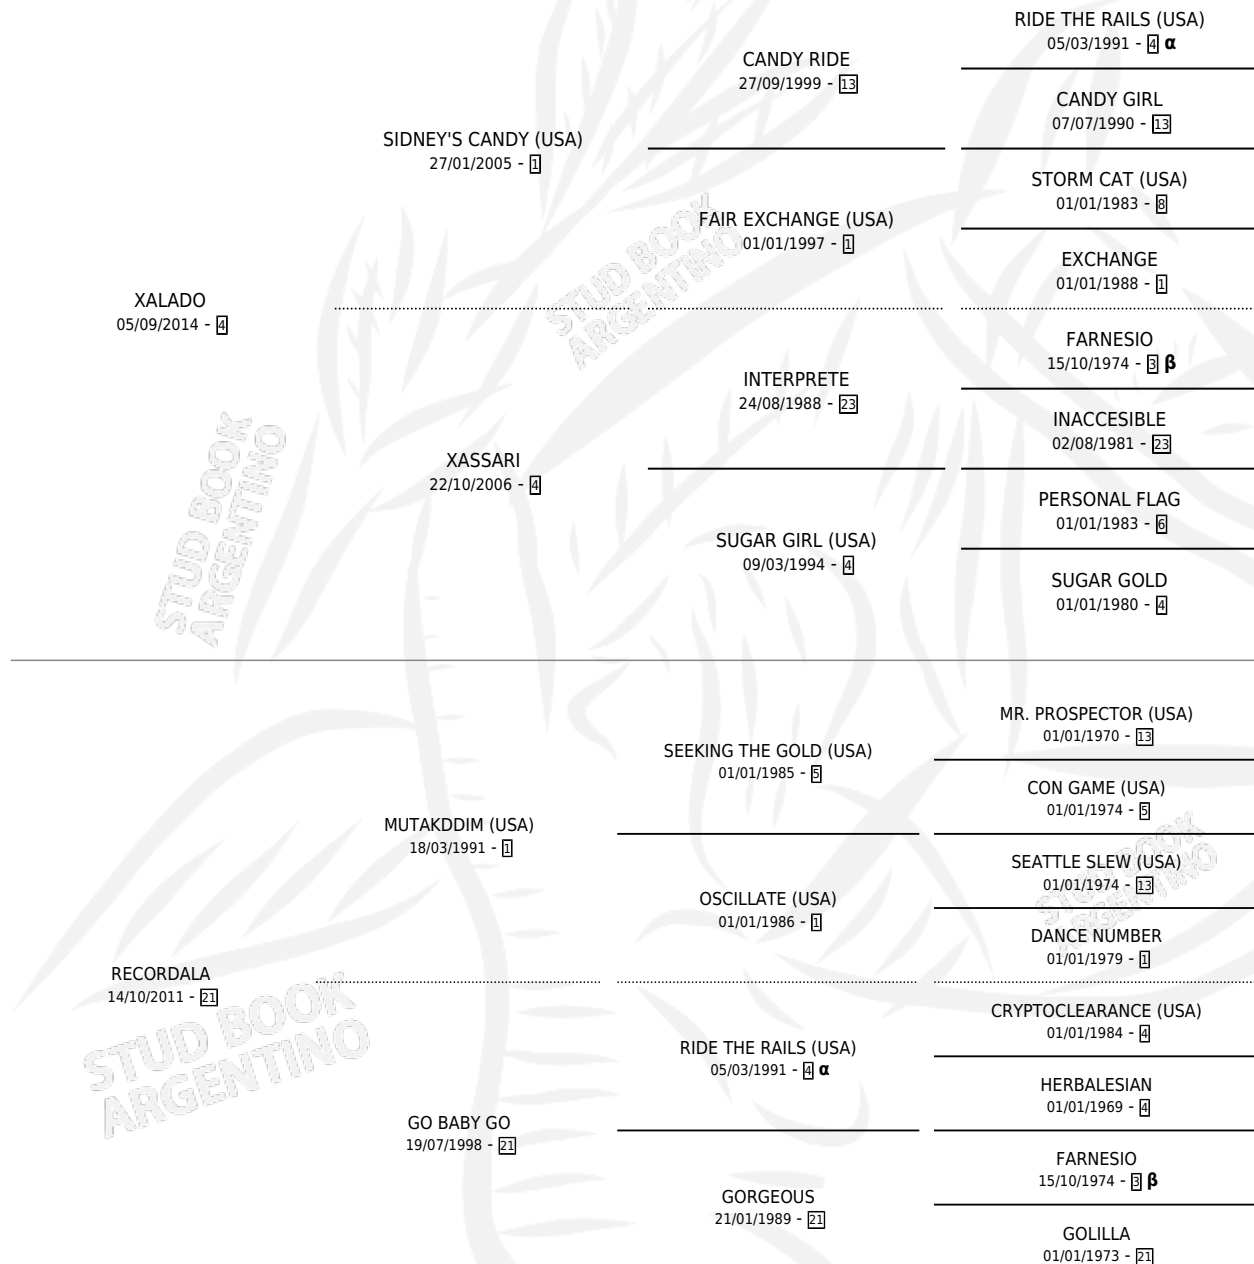 RIDE THE RAILS (USA)
05/03/1991 - 4 α
CANDY RIDE
27/09/1999 - 13
CANDY GIRL
07/07/1990 - 13
SIDNEY'S CANDY (USA)
27/01/2005 - 1
STORM CAT (USA)
01/01/1983 - 8
FAIR EXCHANGE (USA)
01/01/1997 - 1
EXCHANGE
01/01/1988 - 1
XALADO
05/09/2014 - 4
FARNESIO
15/10/1974 - 3 β
INTERPRETE
24/08/1988 - 23
INACCESIBLE
02/08/1981 - 23
XASSARI
22/10/2006 - 4
PERSONAL FLAG
01/01/1983 - 6
SUGAR GIRL (USA)
09/03/1994 - 4
SUGAR GOLD
01/01/1980 - 4
MR. PROSPECTOR (USA)
01/01/1970 - 13
SEEKING THE GOLD (USA)
01/01/1985 - 5
CON GAME (USA)
01/01/1974 - 5
MUTAKDDIM (USA)
18/03/1991 - 1
SEATTLE SLEW (USA)
01/01/1974 - 13
OSCILLATE (USA)
01/01/1986 - 1
DANCE NUMBER
01/01/1979 - 1
RECORDALA
14/10/2011 - 21
CRYPTOCLEARANCE (USA)
01/01/1984 - 4
RIDE THE RAILS (USA)
05/03/1991 - 4 α
HERBALESIAN
01/01/1969 - 4
GO BABY GO
19/07/1998 - 21
FARNESIO
15/10/1974 - 3 β
GORGEOUS
21/01/1989 - 21
GOLILLA
01/01/1973 - 21
STUD BOOK
ARGENTINO
STUD BOOK
ARGENTINO
STUD BOOK
ARGENTINO
STUD BOOK
ARGENTINO